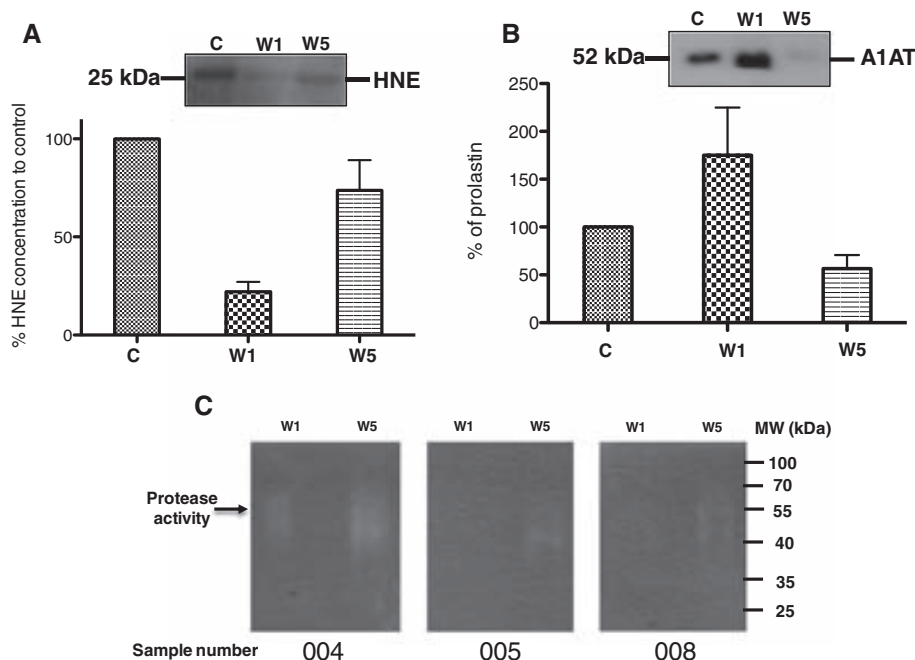 A
C W1 W5
25 kDa HNE
% HNE concentration to control
100
50
0
C W1 W5
B
C W1 W5
52 kDa A1AT
% of prolastin
250
200
150
100
50
0
C W1 W5
C
W1 W5 W1 W5 W1 W5 MW (kDa)
Protease
activity
100
70
55
40
35
25
Sample number 004 005 008